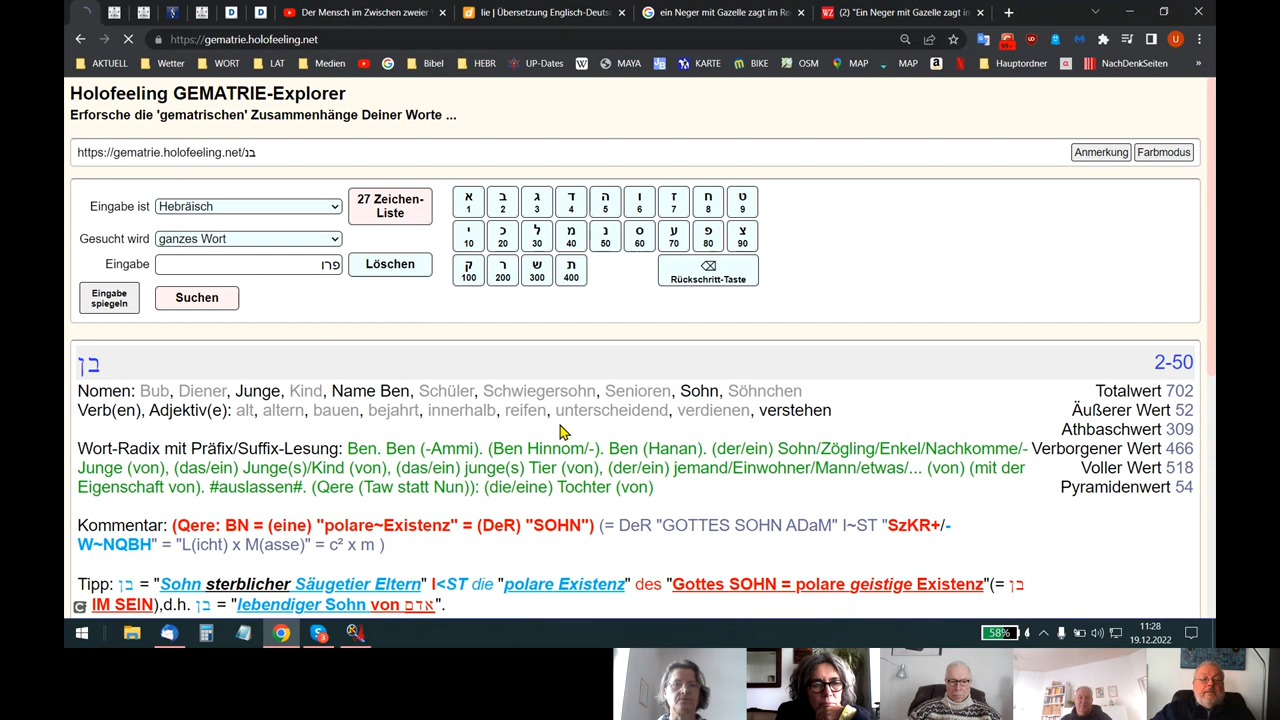 Der Mensch im Zwischen zweier
lie | Übersetzung Englisch-Deuts
ein Neger mit Gazelle zagt im Re
(2) "Ein Neger mit Gazelle zagt im
https://gematrie.holofeeling.net
AKTUELL Wetter WORT LAT Medien Bibel HEBR UP-Dates MAYA KARTE BIKE OSM MAP MAP Hauptordner NachDenkSeiten
Holofeeling GEMATRIE-Explorer
Erforsche die 'gematrischen' Zusammenhänge Deiner Worte ...
https://gematrie.holofeeling.net/בנ
Anmerkung Farbmodus
Eingabe ist Hebräisch
27 Zeichen-Liste
Gesucht wird ganzes Wort
Eingabe פרו Löschen
Eingabe spiegeln Suchen
א ב ג ד ה ו ז ח ט
1 2 3 4 5 6 7 8 9
י כ ל מ נ ס ע פ צ
10 20 30 40 50 60 70 80 90
ק ר ש ת ⌫
100 200 300 400 Rückschritt-Taste
בן 2-50
Nomen: Bub, Diener, Junge, Kind, Name Ben, Schüler, Schwiegersohn, Senioren, Sohn, Söhnchen Totalwert 702
Verb(en), Adjektiv(e): alt, altern, bauen, bejahrt, innerhalb, reifen, unterscheidend, verdienen, verstehen Äußerer Wert 52
Athbaschwert 309
Wort-Radix mit Präfix/Suffix-Lesung: Ben. Ben (-Ammi). (Ben Hinnom/-). Ben (Hanan). (der/ein) Sohn/Zögling/Enkel/Nachkomme/- Verborgener Wert 466
Junge (von), (das/ein) Junge(s)/Kind (von), (das/ein) junge(s) Tier (von), (der/ein) jemand/Einwohner/Mann/etwas/... (von) (mit der Voller Wert 518
Eigenschaft von). #auslassen#. (Qere (Taw statt Nun)): (die/eine) Tochter (von) Pyramidenwert 54
Kommentar: (Qere: BN = (eine) "polare~Existenz" = (DeR) "SOHN") (= DeR "GOTTES SOHN ADaM" I~ST "SzKR+/-
W~NQBH" = "L(icht) x M(asse)" = c² x m )
Tipp: בן = "Sohn sterblicher Säugetier Eltern" I<ST die "polare Existenz" des "Gottes SOHN = polare geistige Existenz"(= בן
IM SEIN),d.h. בן = "lebendiger Sohn von אדם".
58% 11:28
19.12.2022